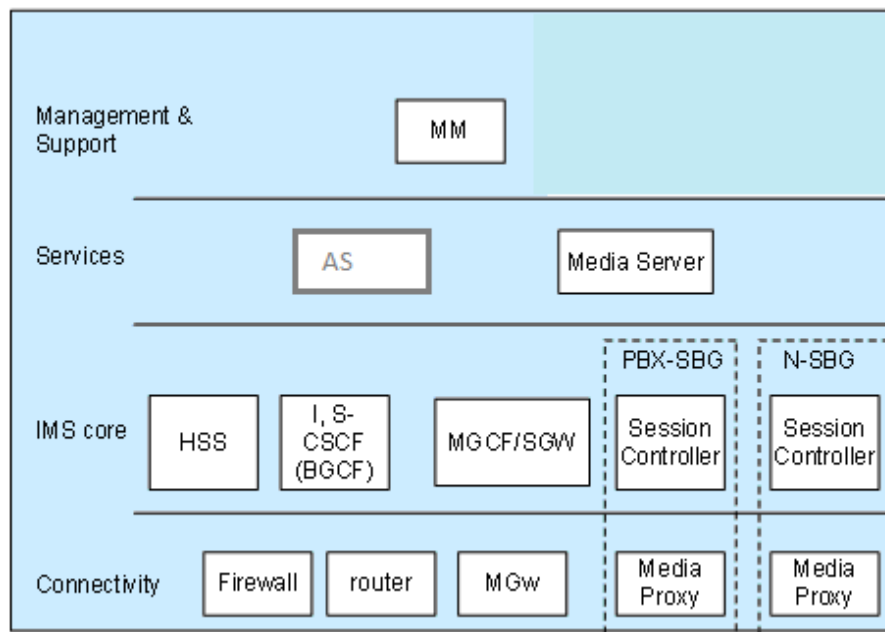 Management &
Support
MM
Services
AS
Media Server
PBX-SBG
N-SBG
IMS core
HSS
I, S-
CSCF
(BGCF)
MGCF/SGW
Session
Controller
Session
Controller
Connectivity
Firewall
router
MGw
Media
Proxy
Media
Proxy